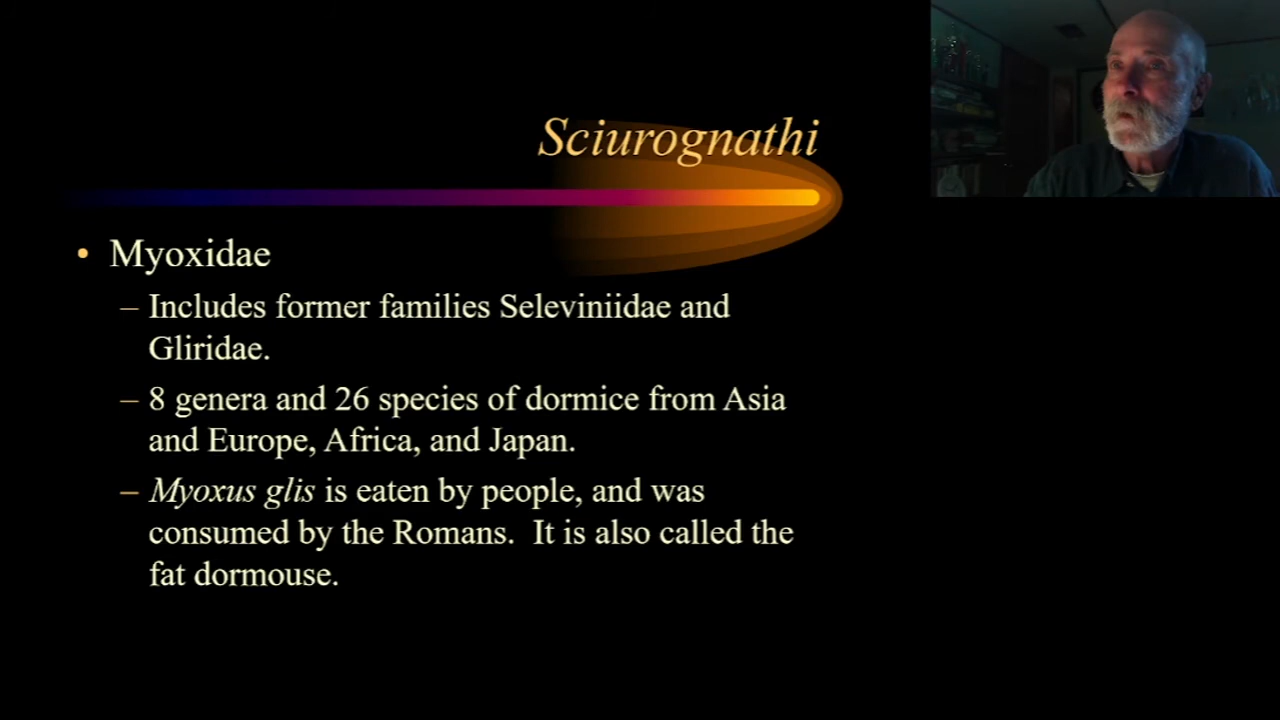 Sciurognathi
• Myoxidae
– Includes former families Seleviniidae and
Gliridae.
– 8 genera and 26 species of dormice from Asia
and Europe, Africa, and Japan.
– Myoxus glis is eaten by people, and was
consumed by the Romans.  It is also called the
fat dormouse.